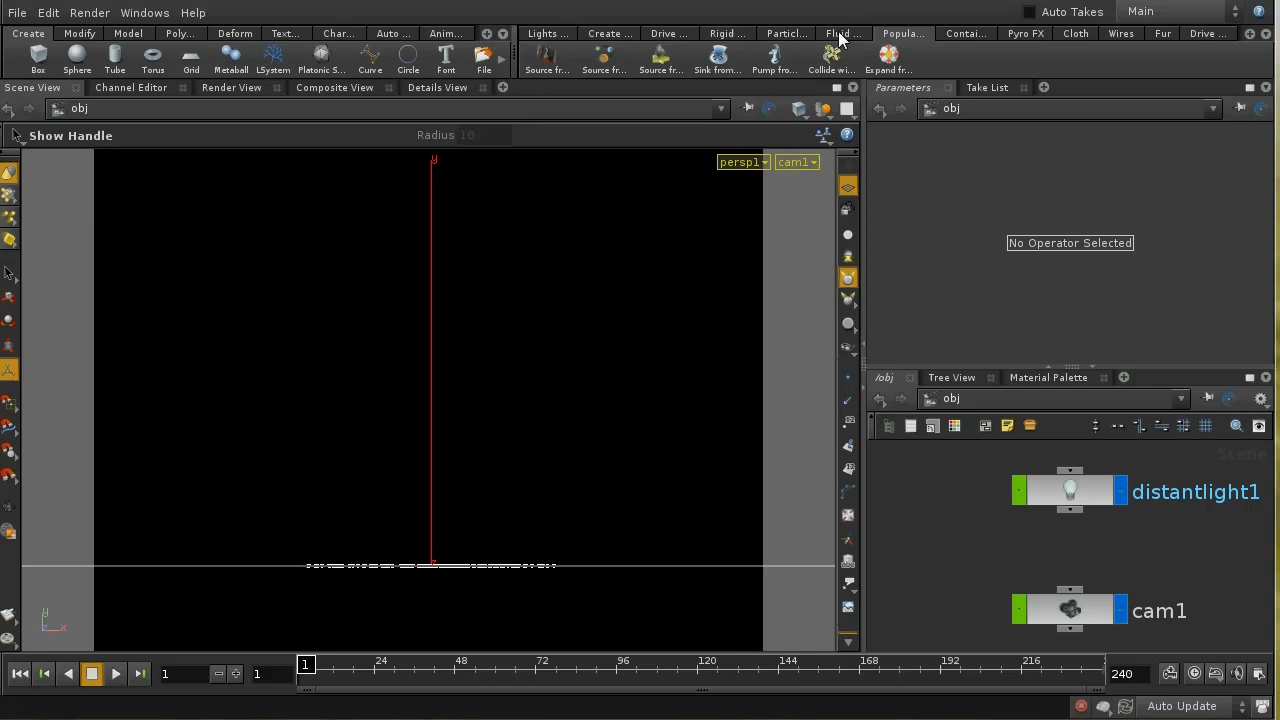 File Edit Render Windows Help Auto Takes Main
Create Modify Model Poly... Deform Text... Char... Auto ... Anim... Lights ... Create ... Drive ... Rigid ... Particl... Fluid ... Popula... Contai... Pyro FX Cloth Wires Fur Drive ...
Box Sphere Tube Torus Grid Metaball LSystem Platonic S... Curve Circle Font File Source fr... Source fr... Source fr... Sink from... Pump fro... Collide wi... Expand fr...
Scene View Channel Editor Render View Composite View Details View Parameters Take List
obj obj
Show Handle Radius 10
persp1 cam1
y
No Operator Selected
/obj Tree View Material Palette
obj
Scene
distantlight1
z
cam1
y
z x
1 1 1 24 48 72 96 120 144 168 192 216 240
Auto Update